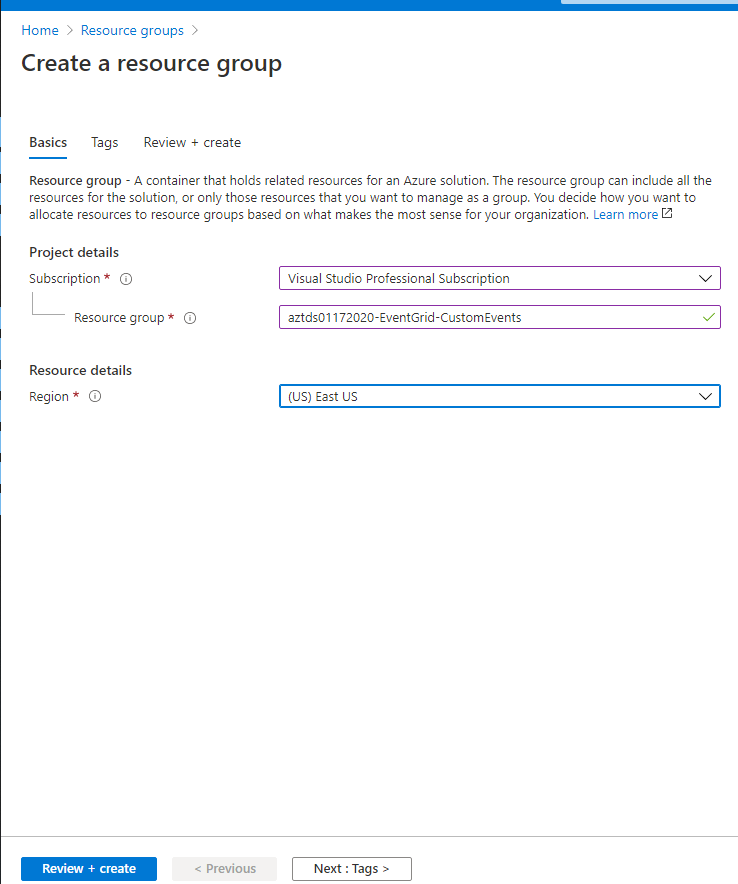 Home > Resource groups >
Create a resource group
Basics Tags Review + create
Resource group - A container that holds related resources for an Azure solution. The resource group can include all the
resources for the solution, or only those resources that you want to manage as a group. You decide how you want to
allocate resources to resource groups based on what makes the most sense for your organization. Learn more
Project details
Subscription * Visual Studio Professional Subscription
Resource group * aztds01172020-EventGrid-CustomEvents
Resource details
Region * (US) East US
Review + create < Previous Next : Tags >